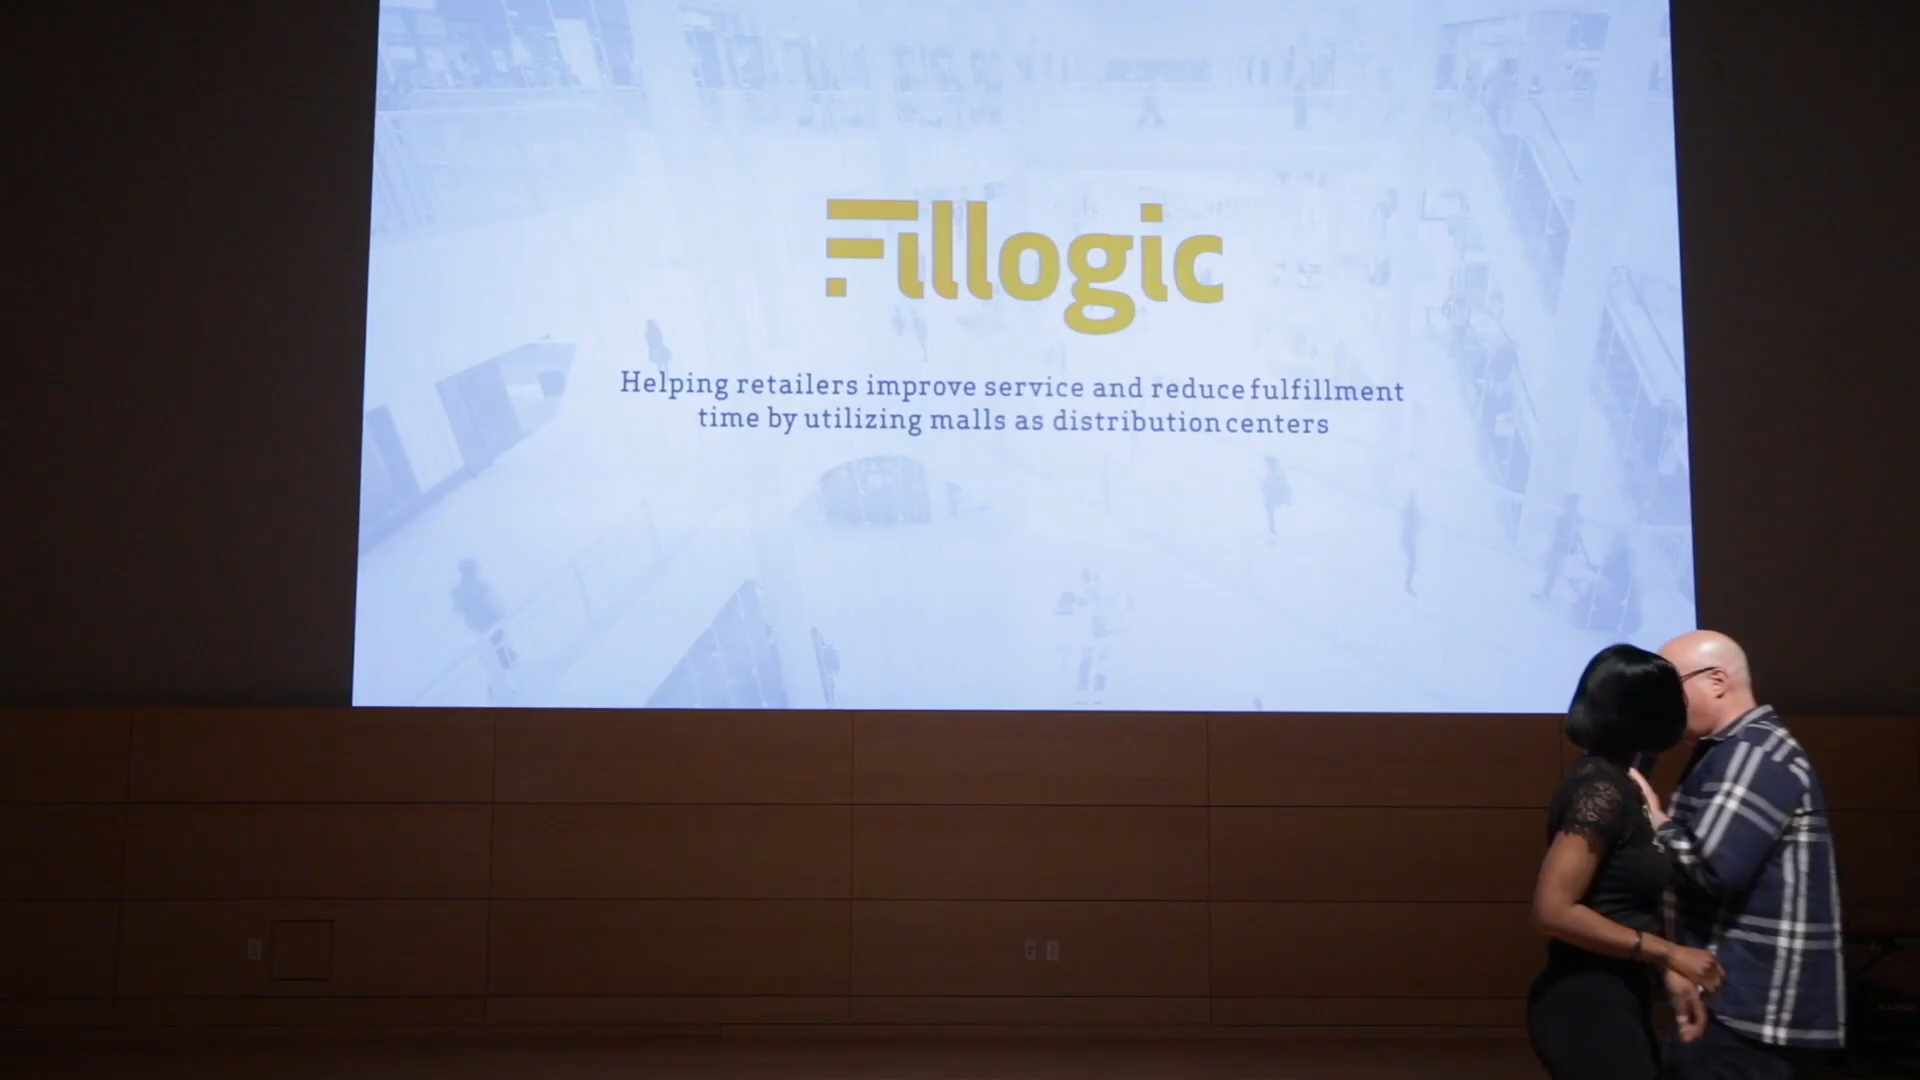 Fillogic
Helping retailers improve service and reduce fulfillment
time by utilizing malls as distribution centers